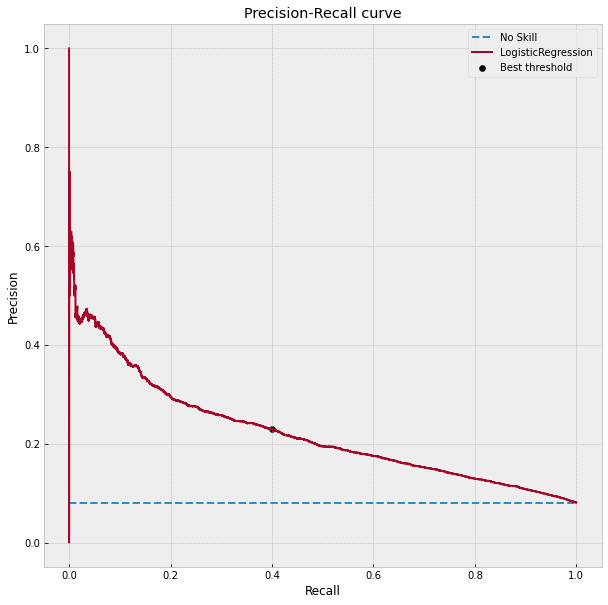 Precision-Recall curve
No Skill
LogisticRegression
Best threshold
Precision
1.0
0.8
0.6
0.4
0.2
0.0
0.0 0.2 0.4 0.6 0.8 1.0
Recall